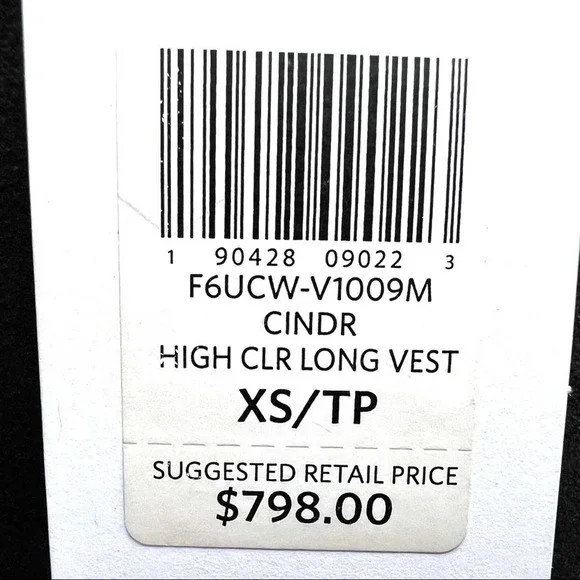 1 90428 09022 3
F6UCW-V1009M
CINDR
HIGH CLR LONG VEST
XS/TP
SUGGESTED RETAIL PRICE
$798.00